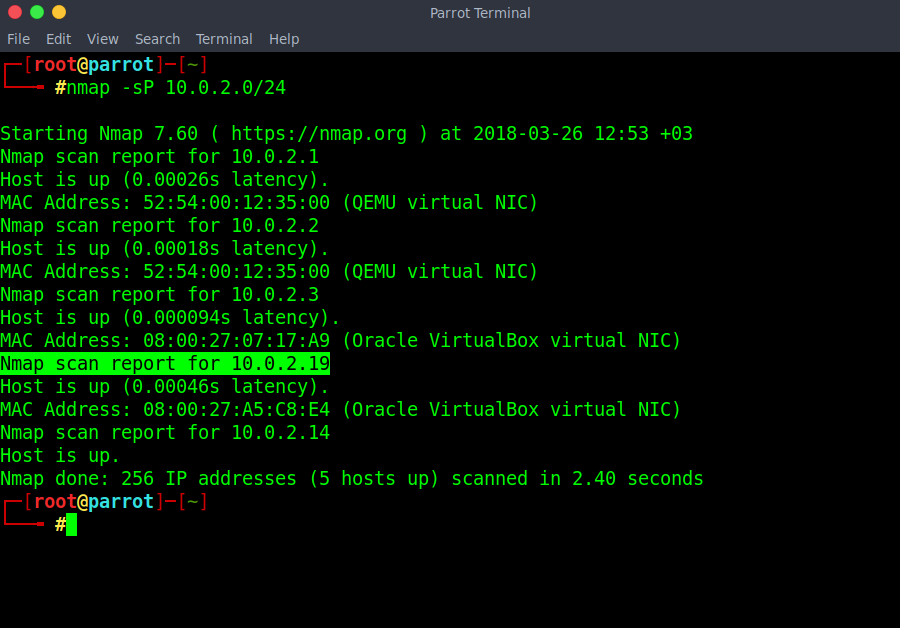 Parrot Terminal
File Edit View Search Terminal Help
┌─[root@parrot]─[~]
└──╼ #nmap -sP 10.0.2.0/24
Starting Nmap 7.60 ( https://nmap.org ) at 2018-03-26 12:53 +03
Nmap scan report for 10.0.2.1
Host is up (0.00026s latency).
MAC Address: 52:54:00:12:35:00 (QEMU virtual NIC)
Nmap scan report for 10.0.2.2
Host is up (0.00018s latency).
MAC Address: 52:54:00:12:35:00 (QEMU virtual NIC)
Nmap scan report for 10.0.2.3
Host is up (0.000094s latency).
MAC Address: 08:00:27:07:17:A9 (Oracle VirtualBox virtual NIC)
Nmap scan report for 10.0.2.19
Host is up (0.00046s latency).
MAC Address: 08:00:27:A5:C8:E4 (Oracle VirtualBox virtual NIC)
Nmap scan report for 10.0.2.14
Host is up.
Nmap done: 256 IP addresses (5 hosts up) scanned in 2.40 seconds
┌─[root@parrot]─[~]
└──╼ #